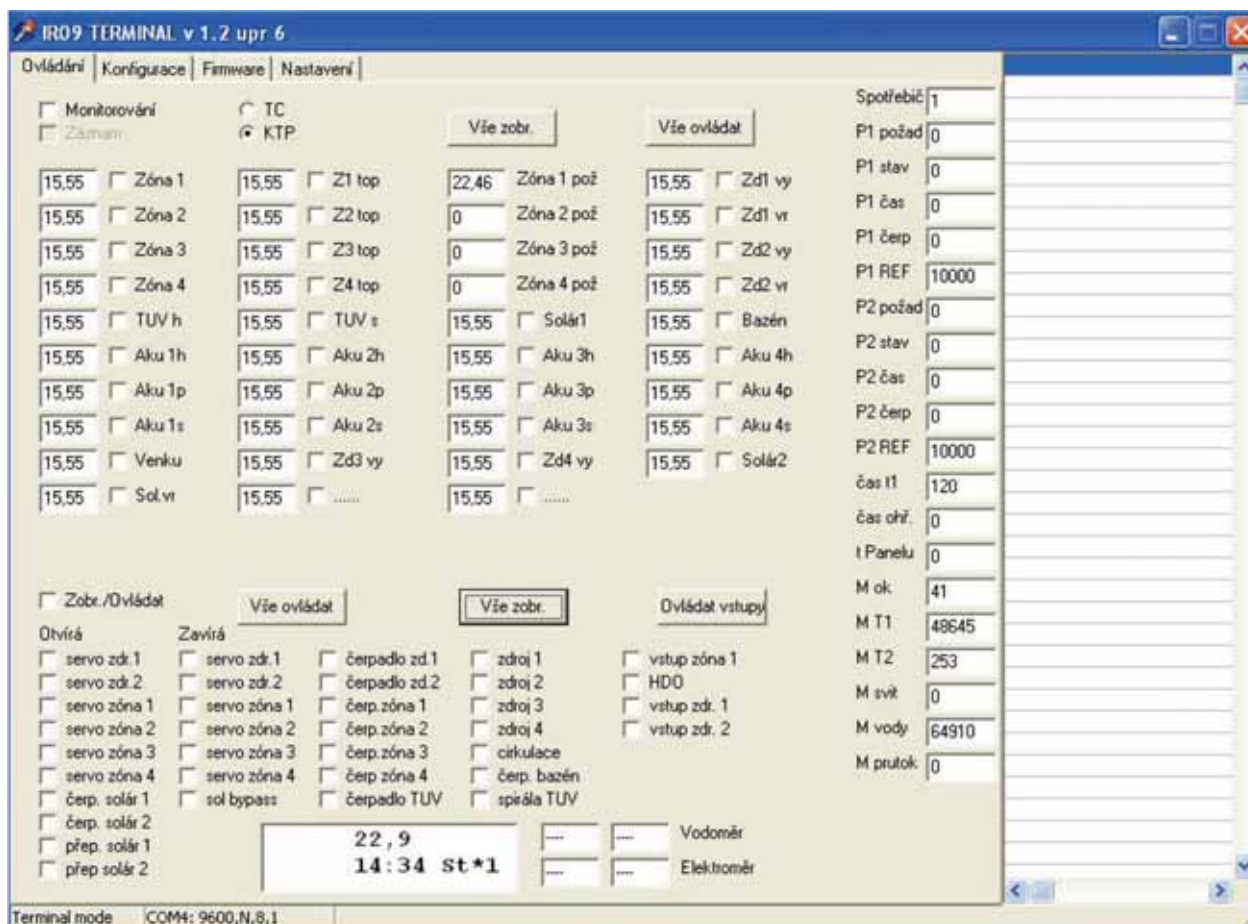 IR09 TERMINAL v 1.2 upr 6
Ovládání Konfigurace Firmware Nastavení
Monitorování TC
Záznam KTP
Vše zobr. Vše ovládat
15,55 Zóna 1 15,55 Z1 top 22,46 Zóna 1 pož 15,55 Zd1 vy
15,55 Zóna 2 15,55 Z2 top 0 Zóna 2 pož 15,55 Zd1 vr
15,55 Zóna 3 15,55 Z3 top 0 Zóna 3 pož 15,55 Zd2 vy
15,55 Zóna 4 15,55 Z4 top 0 Zóna 4 pož 15,55 Zd2 vr
15,55 TUV h 15,55 TUV s 15,55 Solár1 15,55 Bazén
15,55 Aku 1h 15,55 Aku 2h 15,55 Aku 3h 15,55 Aku 4h
15,55 Aku 1p 15,55 Aku 2p 15,55 Aku 3p 15,55 Aku 4p
15,55 Aku 1s 15,55 Aku 2s 15,55 Aku 3s 15,55 Aku 4s
15,55 Venku 15,55 Zd3 vy 15,55 Zd4 vy 15,55 Solár2
15,55 Sol.vr 15,55 ...... 15,55 ......
Spotřebič 1
P1 požad 0
P1 stav 0
P1 čas 0
P1 čerp 0
P1 REF 10000
P2 požad 0
P2 stav 0
P2 čas 0
P2 čerp 0
P2 REF 10000
čas t1 120
čas ohř. 0
t Panelu 0
M ok 41
M T1 48645
M T2 253
M svit 0
M vody 64910
M prutok 0
Zobr./Ovládat Vše ovládat Vše zobr. Ovládat vstupy
Otvírá Zavírá
servo zdr.1 servo zdr.1 čerpadlo zd.1 zdroj 1 vstup zóna 1
servo zdr.2 servo zdr.2 čerpadlo zd.2 zdroj 2 HDO
servo zóna 1 servo zóna 1 čerp.zóna 1 zdroj 3 vstup zdr. 1
servo zóna 2 servo zóna 2 čerp.zóna 2 zdroj 4 vstup zdr. 2
servo zóna 3 servo zóna 3 čerp.zóna 3 cirkulace
servo zóna 4 servo zóna 4 čerp zóna 4 čerp. bazén
čerp. solár 1 sol bypass čerpadlo TUV spirála TUV
čerp. solár 2
přep. solár 1
přep solár 2
22,9
14:34 St*1
---- ---- Vodoměr
---- ---- Elektroměr
Terminal mode COM4: 9600,N,8,1